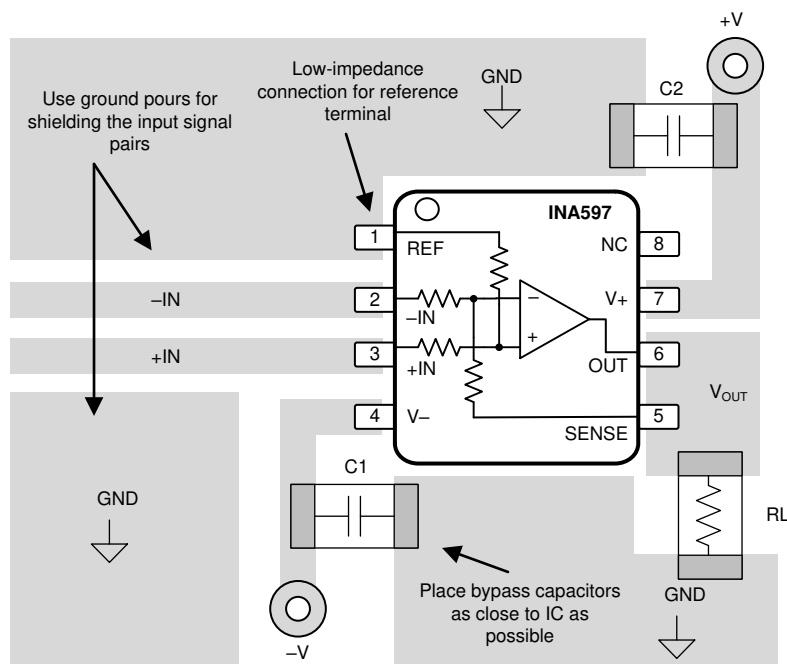 +V
Low-impedance
connection for reference
terminal
GND
C2
Use ground pours for
shielding the input signal
pairs
INA597
1
REF
NC
8
–IN
2
–IN
–
V+
7
+IN
3
+IN
+
OUT
6
4
V–
SENSE
5
VOUT
C1
GND
RL
Place bypass capacitors
as close to IC as
possible
GND
–V